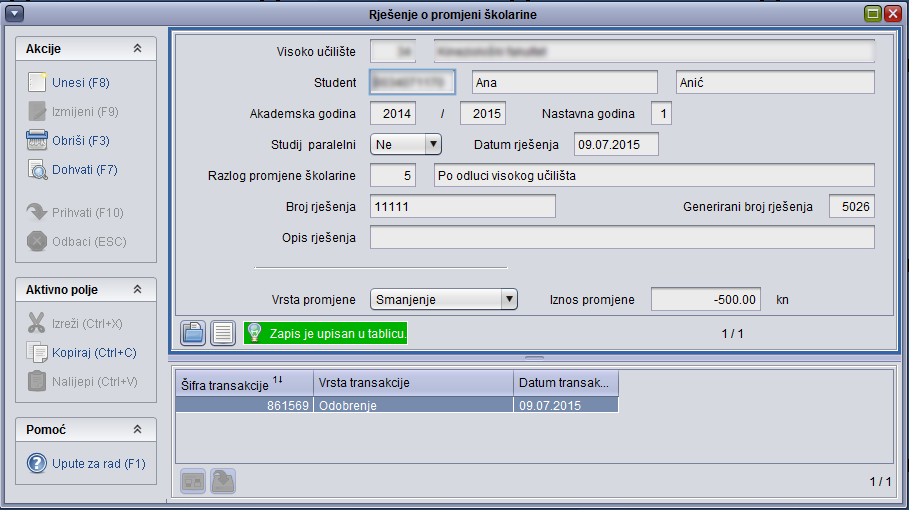 Rješenje o promjeni školarine
Akcije
Unesi (F8)
Izmijeni (F9)
Obriši (F3)
Dohvati (F7)
Prihvati (F10)
Odbaci (ESC)
Aktivno polje
Izreži (Ctrl+X)
Kopiraj (Ctrl+C)
Nalijepi (Ctrl+V)
Pomoć
Upute za rad (F1)
Visoko učilište
Student Ana Anić
Akademska godina 2014 / 2015 Nastavna godina 1
Studij paralelni Ne Datum rješenja 09.07.2015
Razlog promjene školarine 5 Po odluci visokog učilišta
Broj rješenja 11111 Generirani broj rješenja 5026
Opis rješenja
Vrsta promjene Smanjenje Iznos promjene -500.00 kn
Zapis je upisan u tablicu. 1 / 1
Šifra transakcije 1 Vrsta transakcije Datum transak...
861569 Odobrenje 09.07.2015
1 / 1